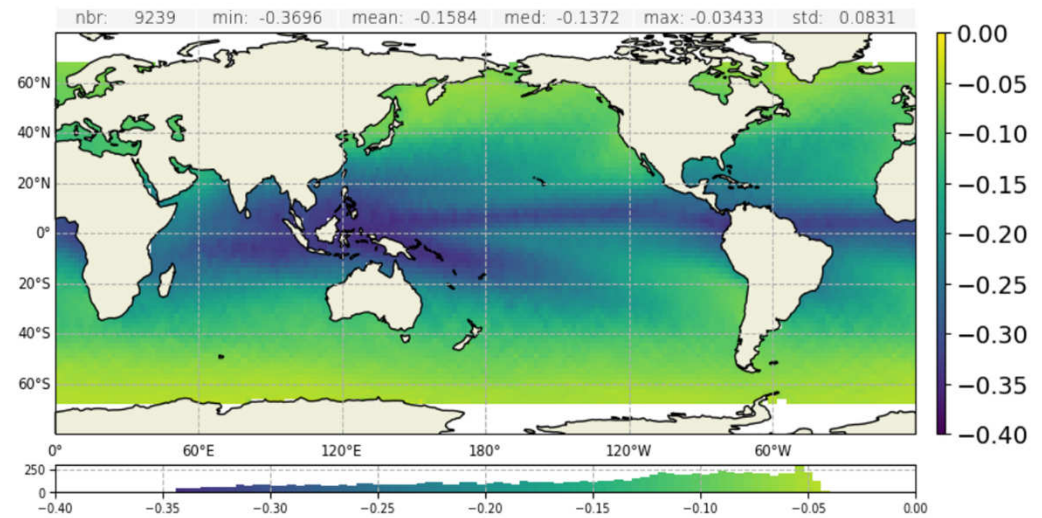 nbr: 9239 min: -0.3696 mean: -0.1584 med: -0.1372 max: -0.03433 std: 0.0831
0.00
60°N −0.05
40°N −0.10
20°N −0.15
0° −0.20
20°S −0.25
40°S −0.30
60°S −0.35
−0.40
0° 60°E 120°E 180° 120°W 60°W
250
0
−0.40 −0.35 −0.30 −0.25 −0.20 −0.15 −0.10 −0.05 0.00